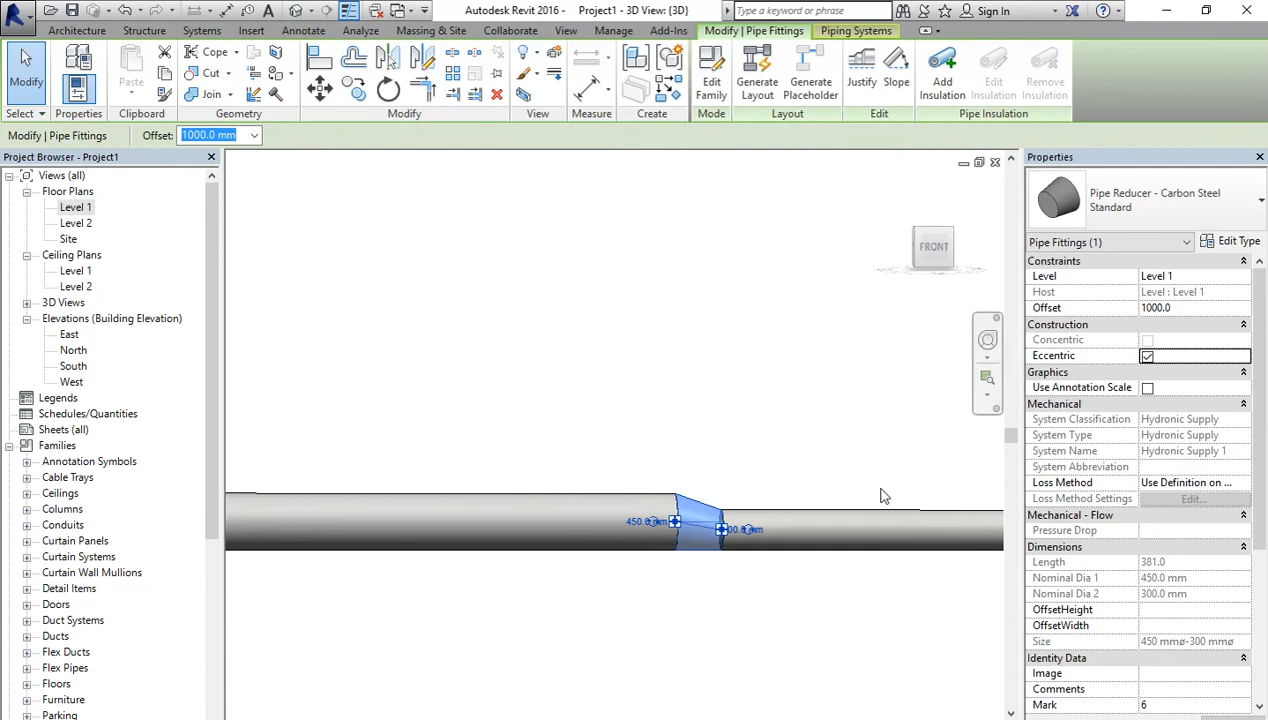 Autodesk Revit 2016 - Project1 - 3D View: {3D}
Type a keyword or phrase
Sign In
Architecture Structure Systems Insert Annotate Analyze Massing & Site Collaborate View Manage Add-Ins Modify | Pipe Fittings Piping Systems
Modify
Paste
Cope
Cut
Join
Edit Family
Generate Layout
Generate Placeholder
Justify
Slope
Add Insulation
Edit Insulation
Remove Insulation
Select Properties Clipboard Geometry Modify View Measure Create Mode Layout Edit Pipe Insulation
Modify | Pipe Fittings Offset: 1000.0 mm
Project Browser - Project1
Views (all)
Floor Plans
Level 1
Level 2
Site
Ceiling Plans
Level 1
Level 2
3D Views
Elevations (Building Elevation)
East
North
South
West
Legends
Schedules/Quantities
Sheets (all)
Families
Annotation Symbols
Cable Trays
Ceilings
Columns
Conduits
Curtain Panels
Curtain Systems
Curtain Wall Mullions
Detail Items
Doors
Duct Systems
Ducts
Flex Ducts
Flex Pipes
Floors
Furniture
Parking
FRONT
450.0 mm
00.0 mm
Properties
Pipe Reducer - Carbon Steel
Standard
Pipe Fittings (1) Edit Type
Constraints
Level Level 1
Host Level : Level 1
Offset 1000.0
Construction
Concentric
Eccentric
Graphics
Use Annotation Scale
Mechanical
System Classification Hydronic Supply
System Type Hydronic Supply
System Name Hydronic Supply 1
System Abbreviation
Loss Method Use Definition on ...
Loss Method Settings Edit...
Mechanical - Flow
Pressure Drop
Dimensions
Length 381.0
Nominal Dia 1 450.0 mm
Nominal Dia 2 300.0 mm
OffsetHeight
OffsetWidth
Size 450 mmø-300 mmø
Identity Data
Image
Comments
Mark 6